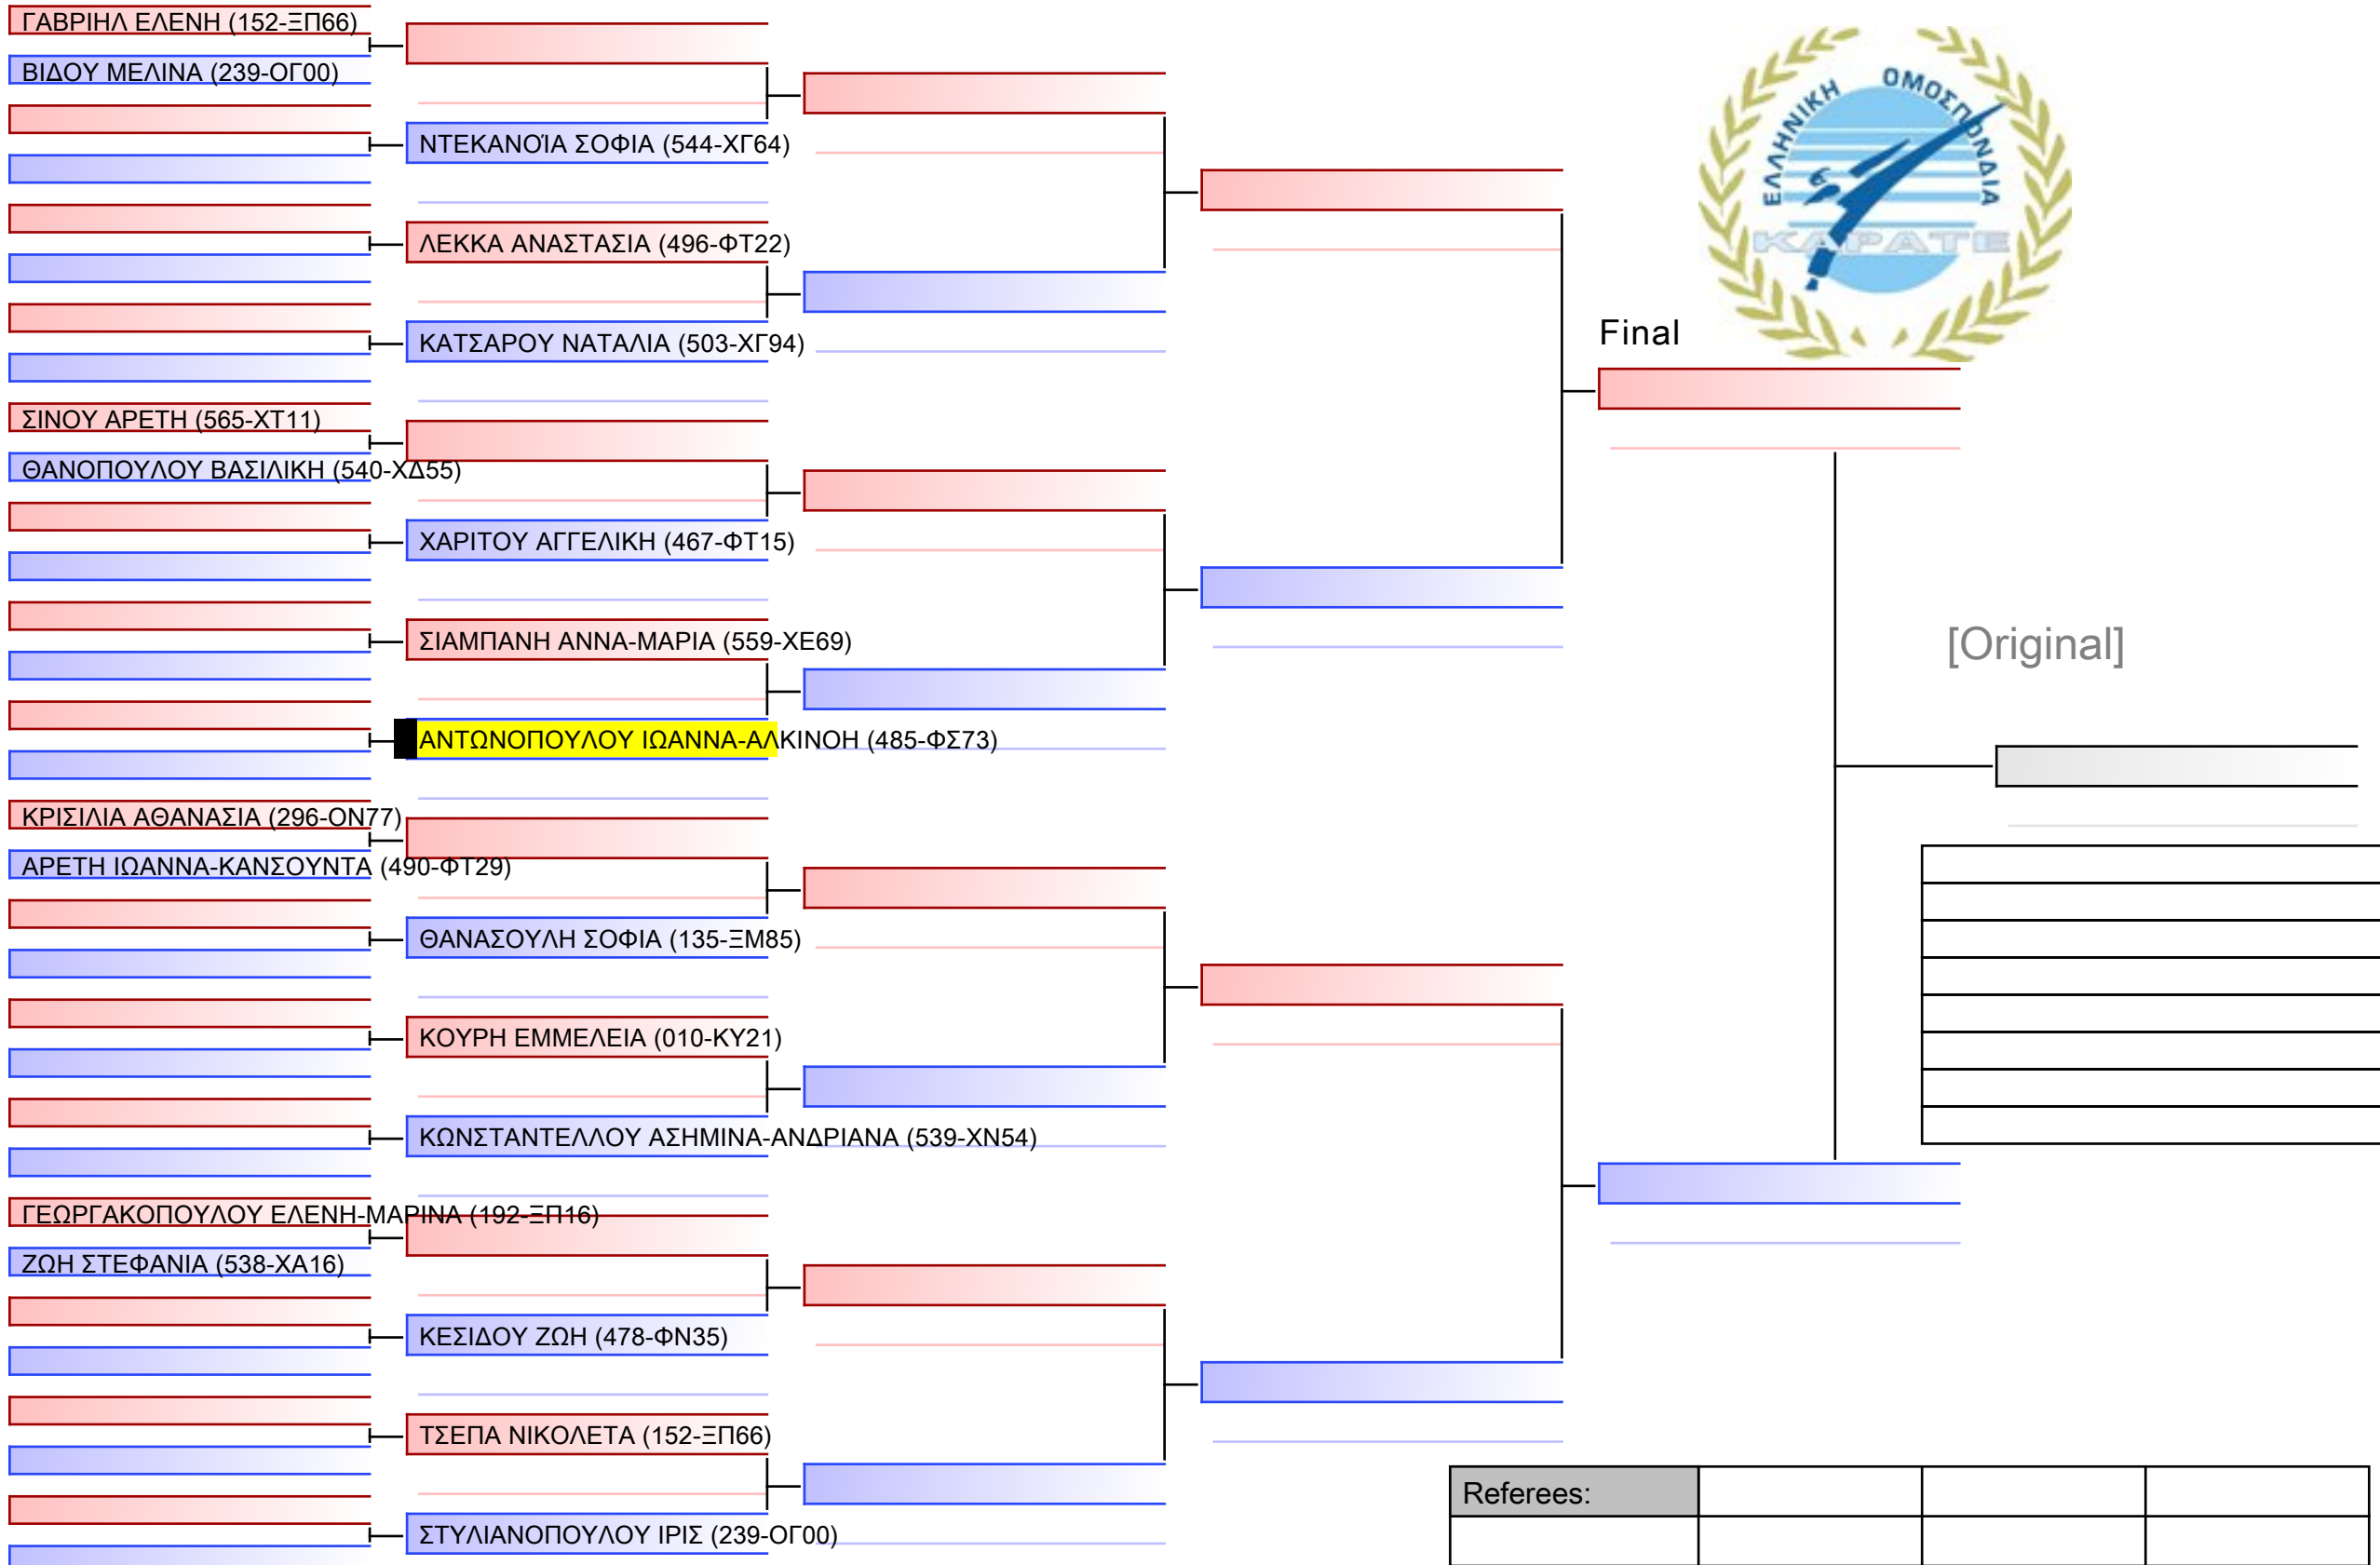 ΓΑΒΡΙΗΛ ΕΛΕΝΗ (152-ΞΠ66)
ΒΙΔΟΥ ΜΕΛΙΝΑ (239-ΟΓ00)
ΝΤΕΚΑΝΟΪΑ ΣΟΦΙΑ (544-ΧΓ64)
ΛΕΚΚΑ ΑΝΑΣΤΑΣΙΑ (496-ΦΤ22)
ΚΑΤΣΑΡΟΥ ΝΑΤΑΛΙΑ (503-ΧΓ94)
ΣΙΝΟΥ ΑΡΕΤΗ (565-ΧΤ11)
ΘΑΝΟΠΟΥΛΟΥ ΒΑΣΙΛΙΚΗ (540-ΧΔ55)
ΧΑΡΙΤΟΥ ΑΓΓΕΛΙΚΗ (467-ΦΤ15)
ΣΙΑΜΠΑΝΗ ΑΝΝΑ-ΜΑΡΙΑ (559-ΧΕ69)
ΑΝΤΩΝΟΠΟΥΛΟΥ ΙΩΑΝΝΑ-ΑΛΚΙΝΟΗ (485-ΦΣ73)
ΚΡΙΣΙΛΙΑ ΑΘΑΝΑΣΙΑ (296-ΟΝ77)
ΑΡΕΤΗ ΙΩΑΝΝΑ-ΚΑΝΣΟΥΝΤΑ (490-ΦΤ29)
ΘΑΝΑΣΟΥΛΗ ΣΟΦΙΑ (135-ΞΜ85)
ΚΟΥΡΗ ΕΜΜΕΛΕΙΑ (010-ΚΥ21)
ΚΩΝΣΤΑΝΤΕΛΛΟΥ ΑΣΗΜΙΝΑ-ΑΝΔΡΙΑΝΑ (539-ΧΝ54)
ΓΕΩΡΓΑΚΟΠΟΥΛΟΥ ΕΛΕΝΗ-ΜΑΡΙΝΑ (192-ΞΠ16)
ΖΩΗ ΣΤΕΦΑΝΙΑ (538-ΧΑ16)
ΚΕΣΙΔΟΥ ΖΩΗ (478-ΦΝ35)
ΤΣΕΠΑ ΝΙΚΟΛΕΤΑ (152-ΞΠ66)
ΣΤΥΛΙΑΝΟΠΟΥΛΟΥ ΙΡΙΣ (239-ΟΓ00)
ΕΛΛΗΝΙΚΗ ΟΜΟΣΠΟΝΔΙΑ
ΚΑΡΑΤΕ
Final
[Original]
Referees: